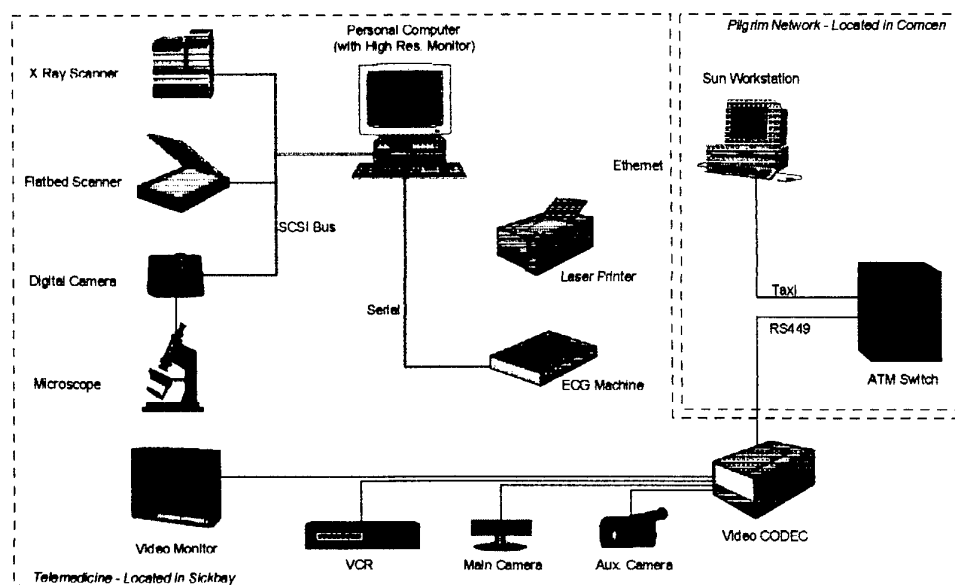 Personal Computer
(with High Res. Monitor)
Pilgrim Network - Located in Comcen
X Ray Scanner
Sun Workstation
Ethernet
Flatbed Scanner
SCSI Bus
Digital Camera
Laser Printer
Taxi
Serial
RS449
Microscope
ECG Machine
ATM Switch
Video Monitor
VCR
Main Camera
Aux. Camera
Video CODEC
Telemedicine - Located in Sickbay